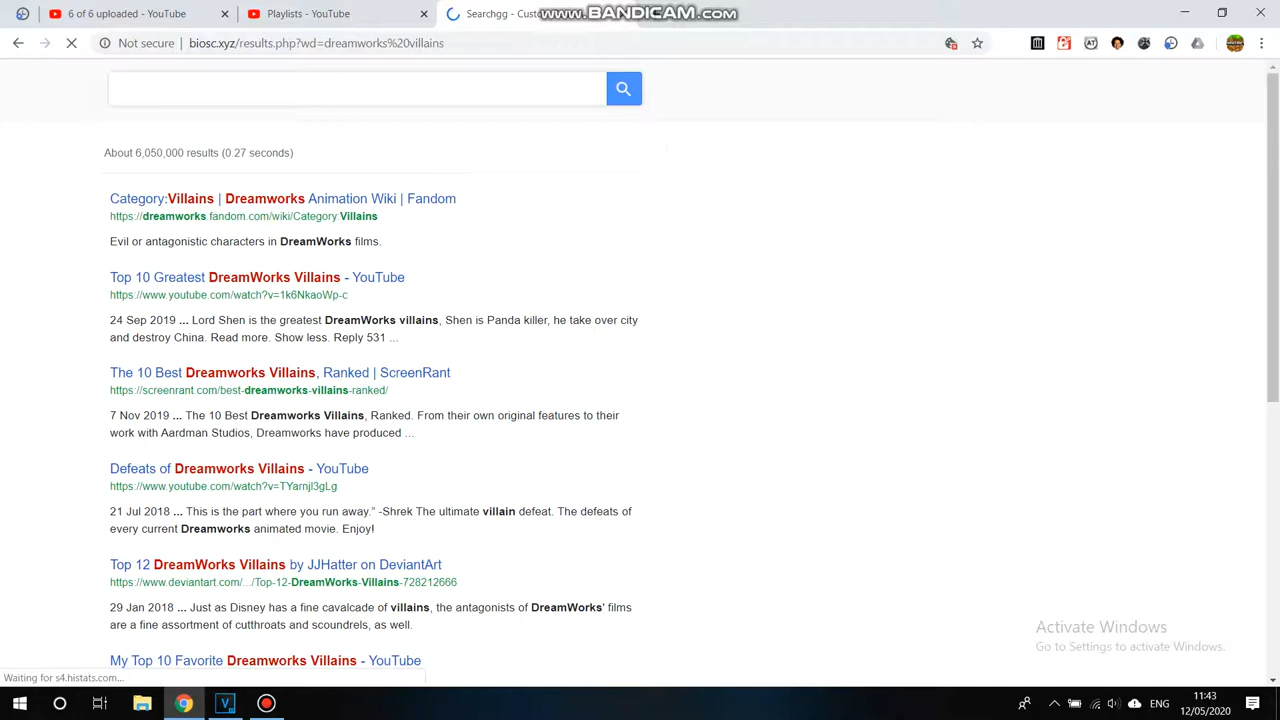 6 of 6 uploaded - YouTube
Playlists - YouTube
Searchgg - Custo
www.BANDICAM.com
Not secure | biosc.xyz/results.php?wd=dreamworks%20villains
About 6,050,000 results (0.27 seconds)
Category:Villains | Dreamworks Animation Wiki | Fandom
https://dreamworks.fandom.com/wiki/Category:Villains
Evil or antagonistic characters in DreamWorks films.
Top 10 Greatest DreamWorks Villains - YouTube
https://www.youtube.com/watch?v=1k6NkaoWp-c
24 Sep 2019 ... Lord Shen is the greatest DreamWorks villains, Shen is Panda killer, he take over city
and destroy China. Read more. Show less. Reply 531 ...
The 10 Best Dreamworks Villains, Ranked | ScreenRant
https://screenrant.com/best-dreamworks-villains-ranked/
7 Nov 2019 ... The 10 Best Dreamworks Villains, Ranked. From their own original features to their
work with Aardman Studios, Dreamworks have produced ...
Defeats of Dreamworks Villains - YouTube
https://www.youtube.com/watch?v=TYarnjl3gLg
21 Jul 2018 ... This is the part where you run away.” -Shrek The ultimate villain defeat. The defeats of
every current Dreamworks animated movie. Enjoy!
Top 12 DreamWorks Villains by JJHatter on DeviantArt
https://www.deviantart.com/.../Top-12-DreamWorks-Villains-728212666
29 Jan 2018 ... Just as Disney has a fine cavalcade of villains, the antagonists of DreamWorks' films
are a fine assortment of cutthroats and scoundrels, as well.
My Top 10 Favorite Dreamworks Villains - YouTube
Activate Windows
Go to Settings to activate Windows.
Waiting for s4.histats.com...
ENG
11:43
12/05/2020